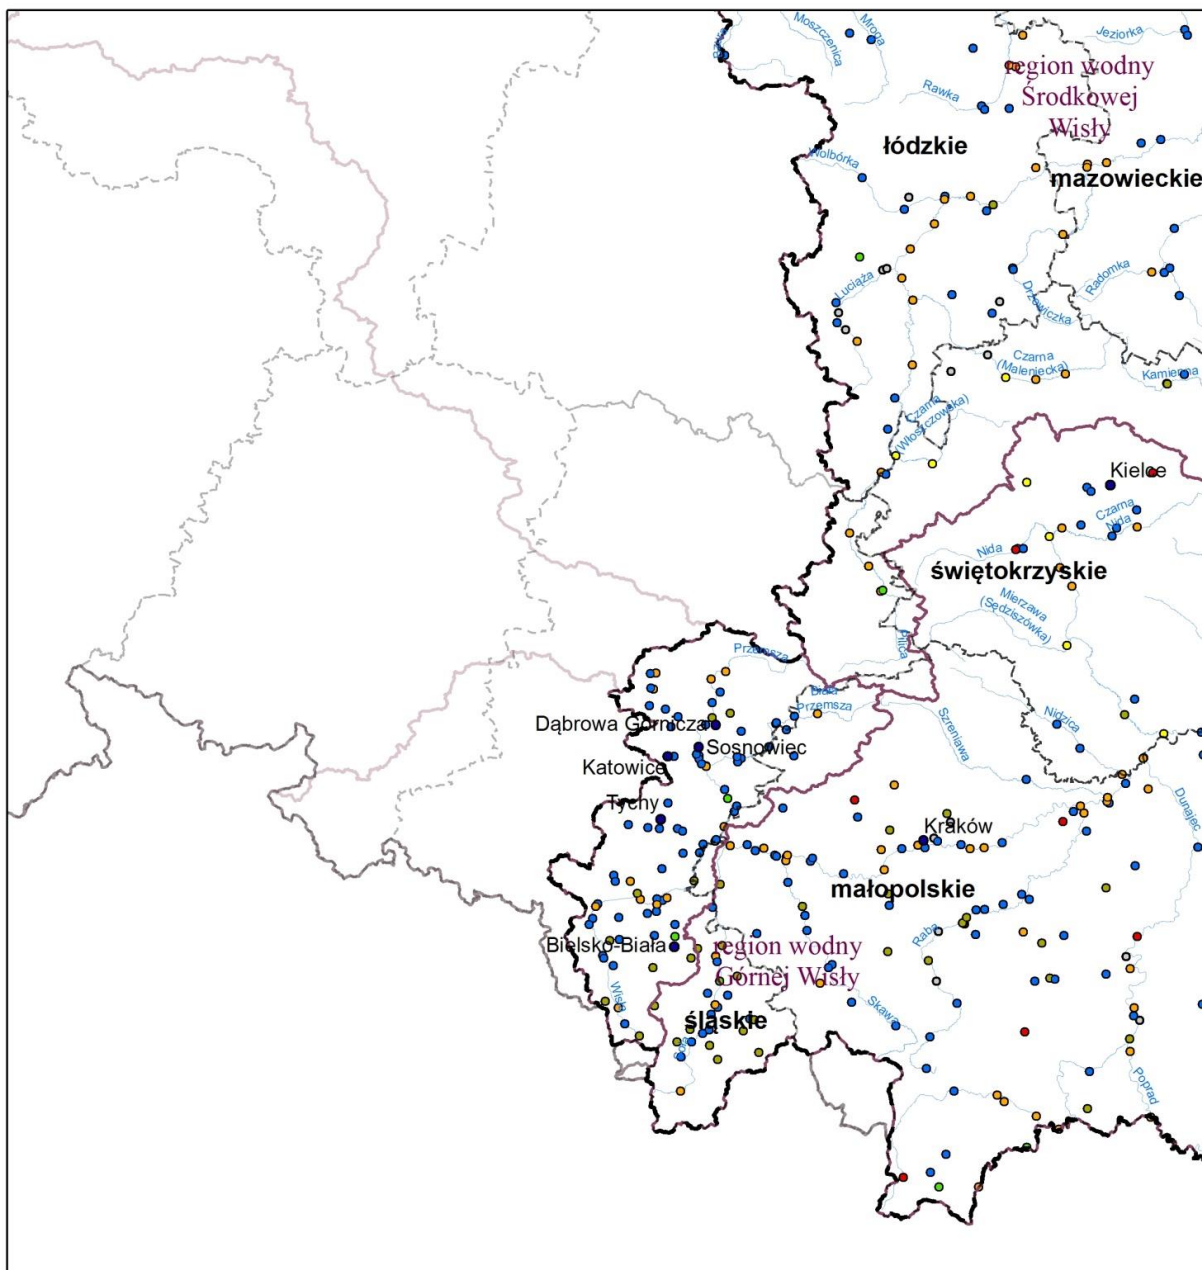 Moszczenica
Mroga
Jeziorka
region wodny
Środkowej
Wisły
Rawka
łódzkie
Wolbórka
mazowieckie
Luciąża
Drzewiczka
Radomka
Czarna
(Maleniecka)
Kamienna
Czarna
(Włoszczowska)
Kielce
Czarna
Nida
Nida
świętokrzyskie
Mierzawa
(Sędziszówka)
Pilica
Przemsza
Biała
Przemsza
Szreniawa
Nidzica
Dąbrowa Górnicza
Sosnowiec
Katowice
Tychy
Dunajec
Kraków
małopolskie
Raba
Bielsko-Biała
region wodny
Górnej Wisły
Wisła
Skawa
śląskie
Soła
Poprad